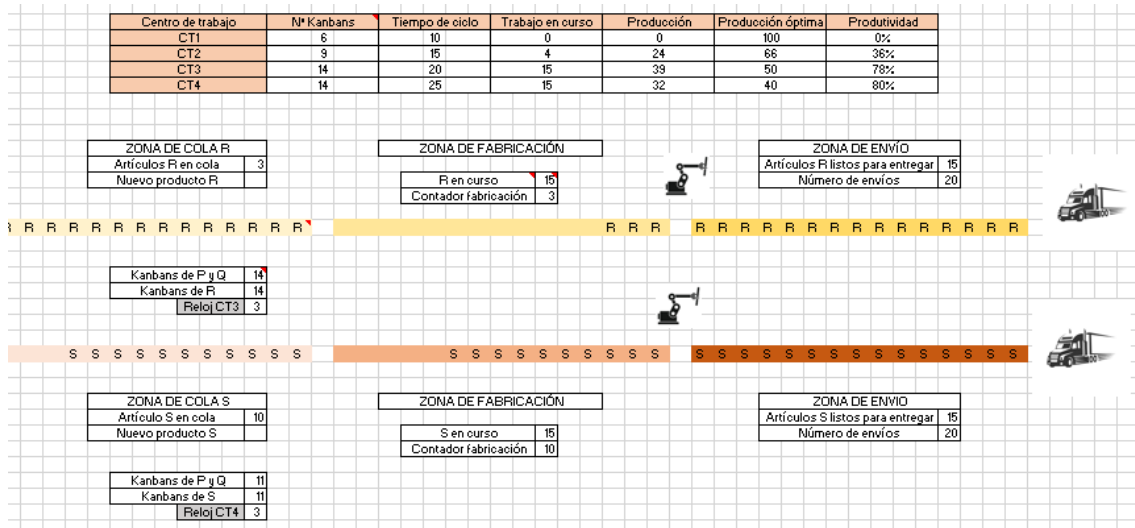 Centro de trabajo Nª Kanbans Tiempo de ciclo Trabajo en curso Producción Producción óptima Produtividad
CT1 6 10 0 0 100 0%
CT2 9 15 4 24 66 36%
CT3 14 20 15 39 50 78%
CT4 14 25 15 32 40 80%
ZONA DE COLA R ZONA DE FABRICACIÓN ZONA DE ENVÍO
Artículos R en cola 3 Artículos R listos para entregar 15
Nuevo producto R R en curso 15 Número de envíos 20
Contador fabricación 3
R R R R R R R R R R R R R R R R R R R R R R R R R R R R R R R R
Kanbans de P y Q 14
Kanbans de R 14
Reloj CT3 3
S S S S S S S S S S S S S S S S S S S S S S S S S S S S S S S S S S S S
ZONA DE COLA S ZONA DE FABRICACIÓN ZONA DE ENVIO
Artículo S en cola 10 Artículos S listos para entregar 15
Nuevo producto S S en curso 15 Número de envíos 20
Contador fabricación 10
Kanbans de P y Q 11
Kanbans de S 11
Reloj CT4 3